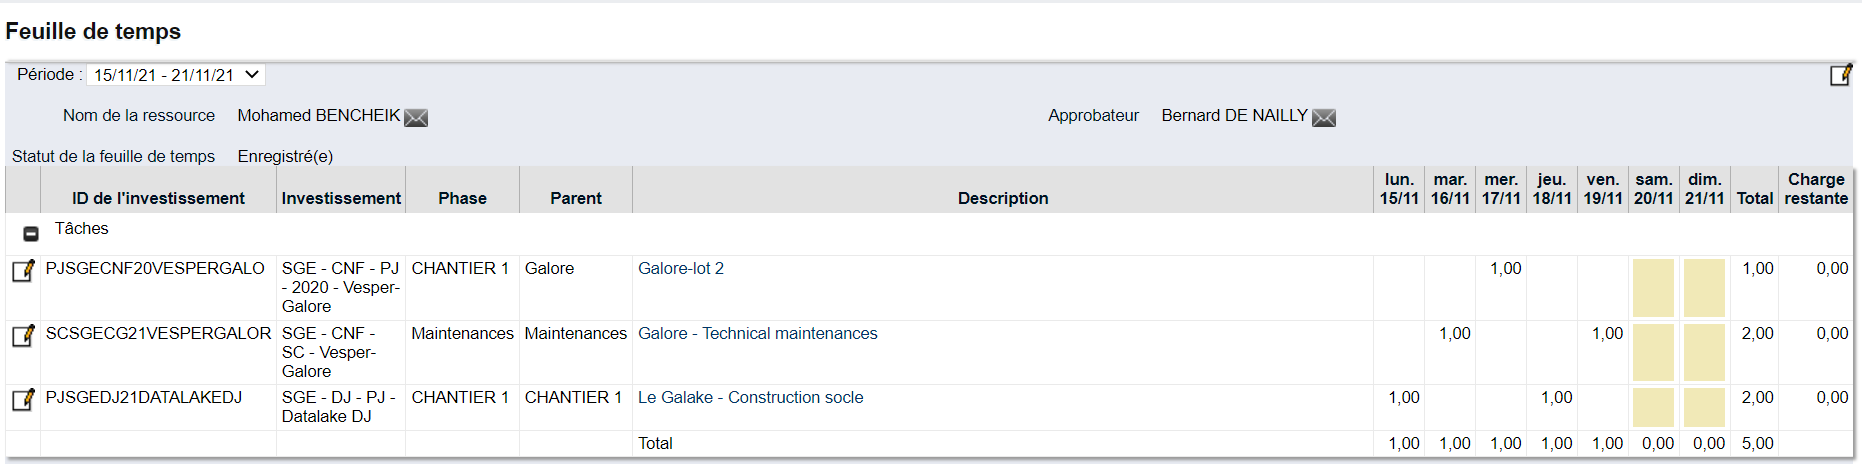 Feuille de temps
Période : 15/11/21 - 21/11/21
Nom de la ressource Mohamed BENCHEIK Approbateur Bernard DE NAILLY
Statut de la feuille de temps Enregistré(e)
lun. mar. mer. jeu. ven. sam. dim. Charge
ID de l'investissement Investissement Phase Parent Description 15/11 16/11 17/11 18/11 19/11 20/11 21/11 Total restante
Tâches
PJSGECNF20VESPERGALO SGE - CNF - PJ CHANTIER 1 Galore Galore-lot 2 1,00 1,00 0,00
- 2020 - Vesper-
Galore
SCSGECG21VESPERGALOR SGE - CNF - Maintenances Maintenances Galore - Technical maintenances 1,00 1,00 2,00 0,00
SC - Vesper-
Galore
PJSGEDJ21DATALAKEDJ SGE - DJ - PJ - CHANTIER 1 CHANTIER 1 Le Galake - Construction socle 1,00 1,00 2,00 0,00
Datalake DJ
Total 1,00 1,00 1,00 1,00 1,00 0,00 0,00 5,00